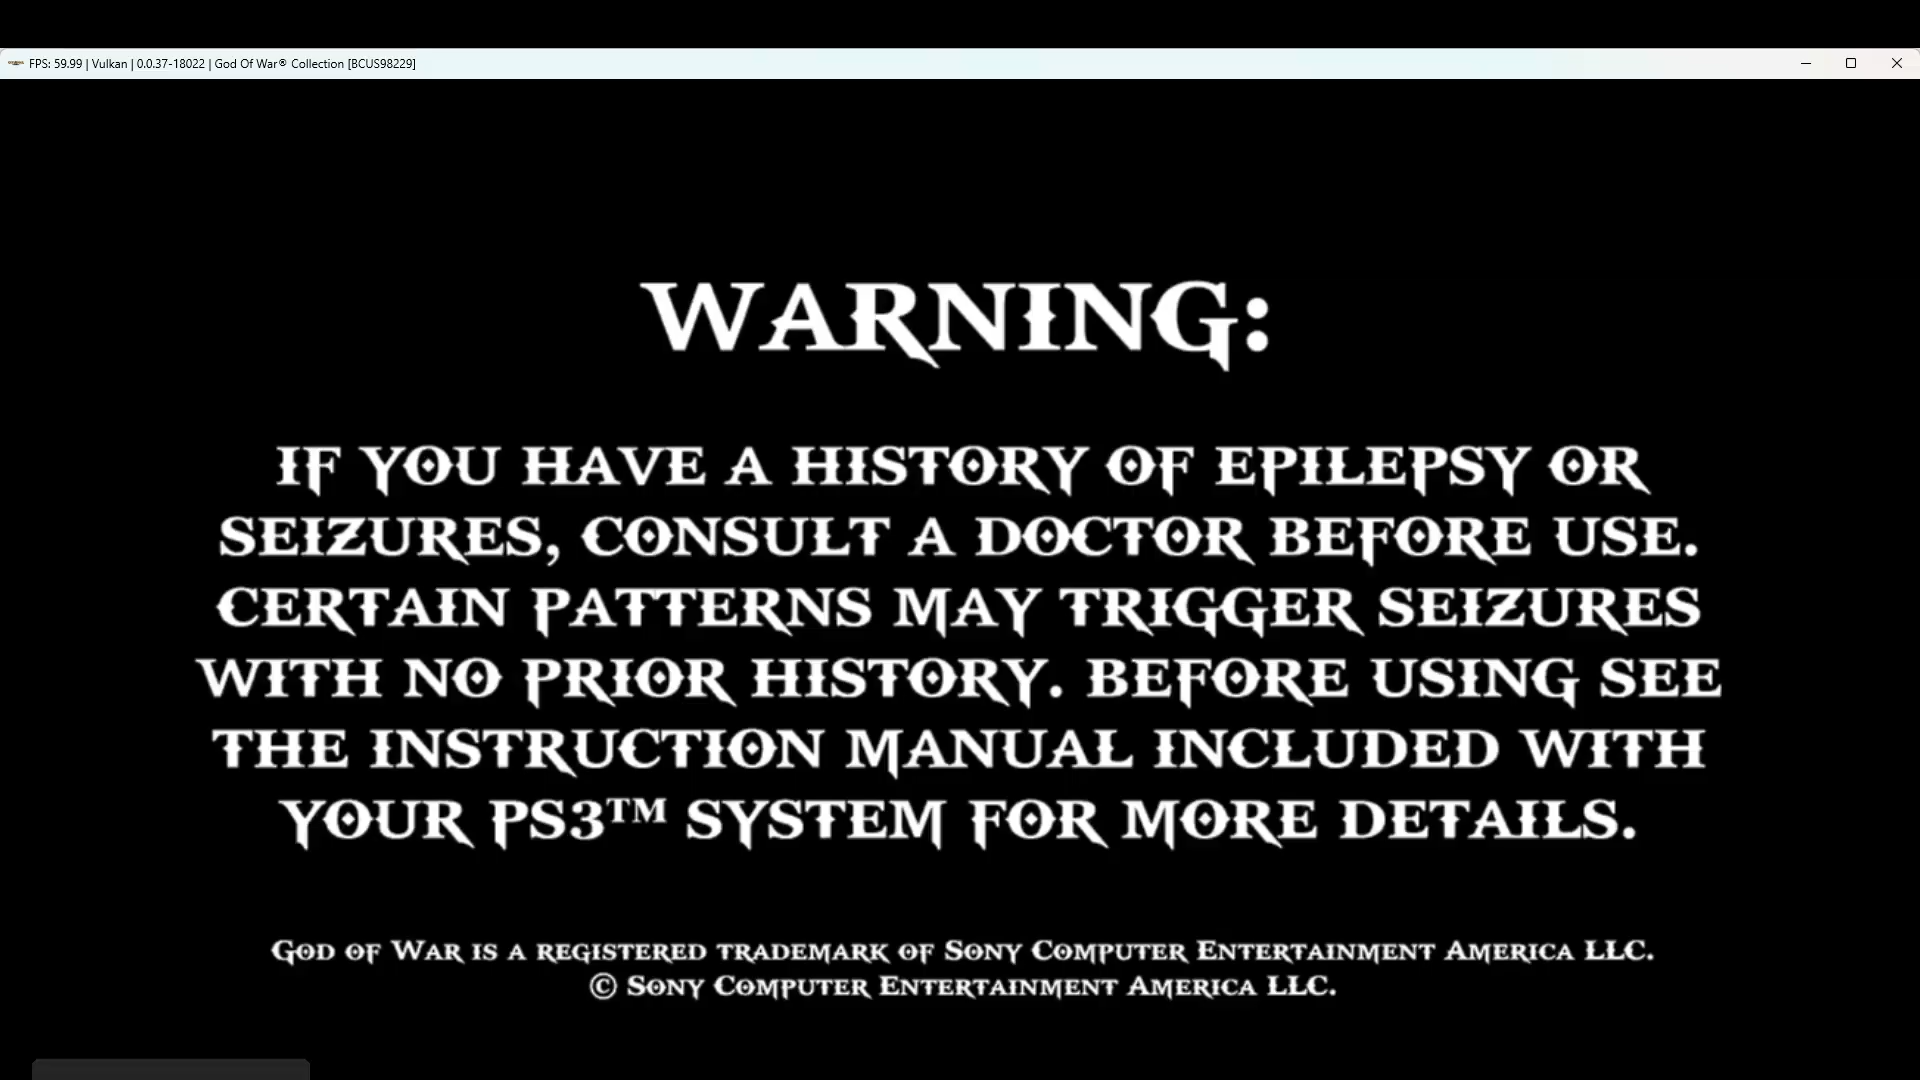 FPS: 59.99 | Vulkan | 0.0.37-18022 | God Of War® Collection [BCUS98229]
WARNING:
IF YOU HAVE A HISTORY OF EPILEPSY OR
SEIZURES, CONSULT A DOCTOR BEFORE USE.
CERTAIN PATTERNS MAY TRIGGER SEIZURES
WITH NO PRIOR HISTORY. BEFORE USING SEE
THE INSTRUCTION MANUAL INCLUDED WITH
YOUR PS3™ SYSTEM FOR MORE DETAILS.
GOD OF WAR IS A REGISTERED TRADEMARK OF SONY COMPUTER ENTERTAINMENT AMERICA LLC.
© SONY COMPUTER ENTERTAINMENT AMERICA LLC.